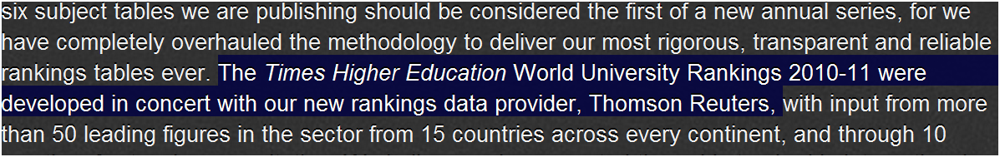 six subject tables we are publishing should be considered the first of a new annual series, for we
have completely overhauled the methodology to deliver our most rigorous, transparent and reliable
rankings tables ever. The Times Higher Education World University Rankings 2010-11 were
developed in concert with our new rankings data provider, Thomson Reuters, with input from more
than 50 leading figures in the sector from 15 countries across every continent, and through 10